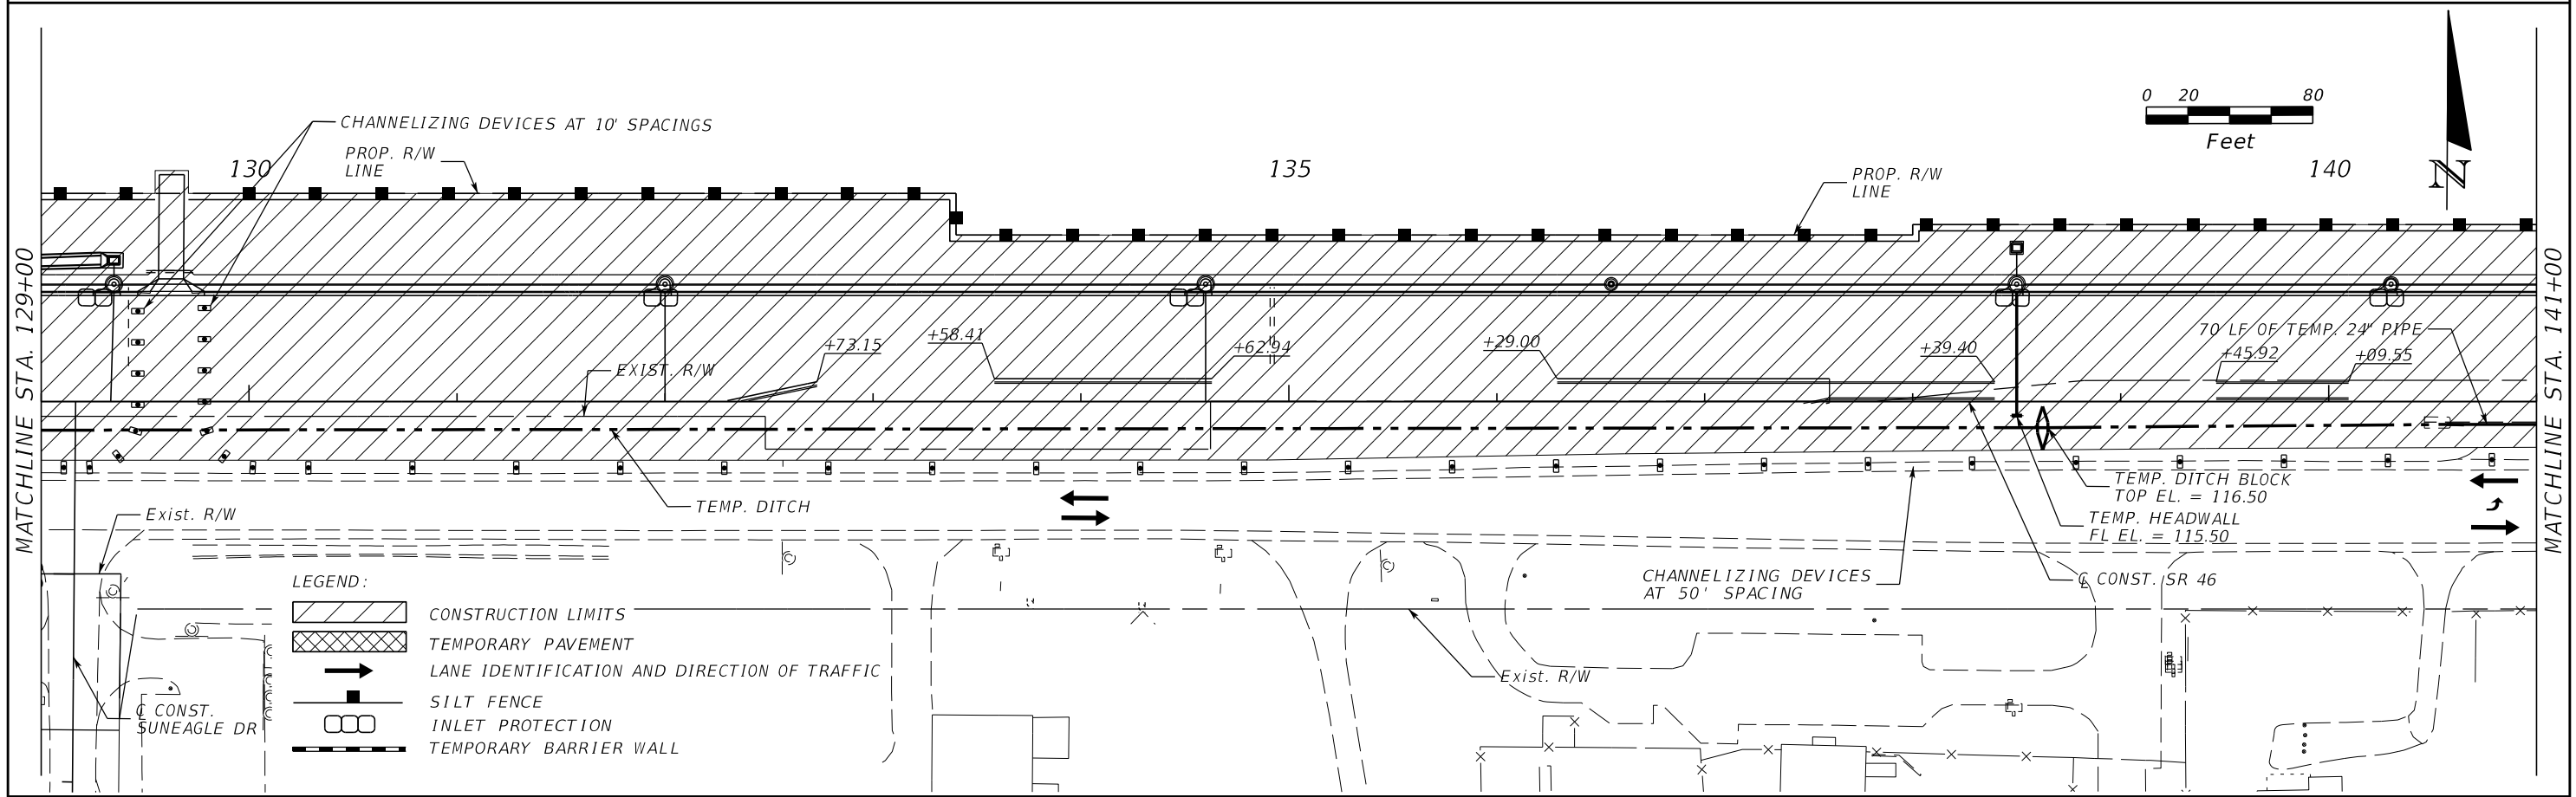 0 20 80
Feet
N
CHANNELIZING DEVICES AT 10' SPACINGS
130
PROP. R/W
LINE
135
PROP. R/W
LINE
140
MATCHLINE STA. 129+00
MATCHLINE STA. 141+00
+73.15
+58.41
+62.94
+29.00
+39.40
70 LF OF TEMP. 24" PIPE
+45.92
+09.55
EXIST. R/W
TEMP. DITCH
Exist. R/W
TEMP. DITCH BLOCK
TOP EL. = 116.50
TEMP. HEADWALL
FL EL. = 115.50
CHANNELIZING DEVICES
AT 50' SPACING
℄ CONST. SR 46
Exist. R/W
℄ CONST.
SUNEAGLE DR
LEGEND:
CONSTRUCTION LIMITS
TEMPORARY PAVEMENT
LANE IDENTIFICATION AND DIRECTION OF TRAFFIC
SILT FENCE
INLET PROTECTION
TEMPORARY BARRIER WALL